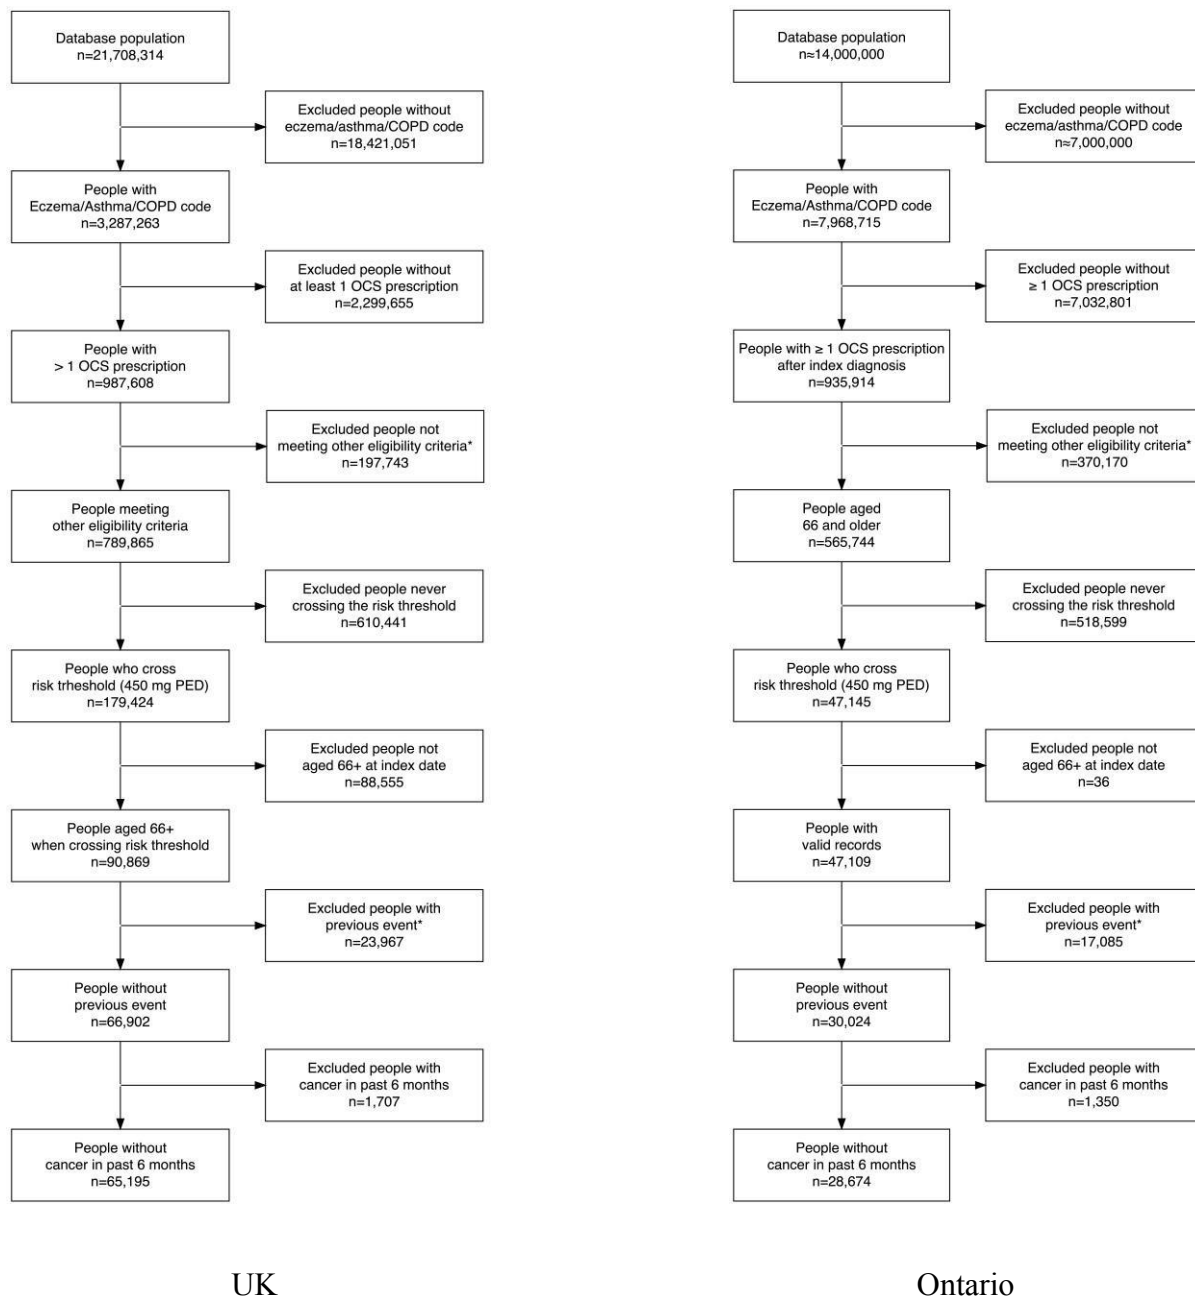 Database population
n=21,708,314
Excluded people without
eczema/asthma/COPD code
n=18,421,051
People with
Eczema/Asthma/COPD code
n=3,287,263
Excluded people without
at least 1 OCS prescription
n=2,299,655
People with
> 1 OCS prescription
n=987,608
Excluded people not
meeting other eligibility criteria*
n=197,743
People meeting
other eligibility criteria
n=789,865
Excluded people never
crossing the risk threshold
n=610,441
People who cross
risk trheshold (450 mg PED)
n=179,424
Excluded people not
aged 66+ at index date
n=88,555
People aged 66+
when crossing risk threshold
n=90,869
Excluded people with
previous event*
n=23,967
People without
previous event
n=66,902
Excluded people with
cancer in past 6 months
n=1,707
People without
cancer in past 6 months
n=65,195
UK
Database population
n≈14,000,000
Excluded people without
eczema/asthma/COPD code
n≈7,000,000
People with
Eczema/Asthma/COPD code
n=7,968,715
Excluded people without
≥ 1 OCS prescription
n=7,032,801
People with ≥ 1 OCS prescription
after index diagnosis
n=935,914
Excluded people not
meeting other eligibility criteria*
n=370,170
People aged
66 and older
n=565,744
Excluded people never
crossing the risk threshold
n=518,599
People who cross
risk threshold (450 mg PED)
n=47,145
Excluded people not
aged 66+ at index date
n=36
People with
valid records
n=47,109
Excluded people with
previous event*
n=17,085
People without
previous event
n=30,024
Excluded people with
cancer in past 6 months
n=1,350
People without
cancer in past 6 months
n=28,674
Ontario